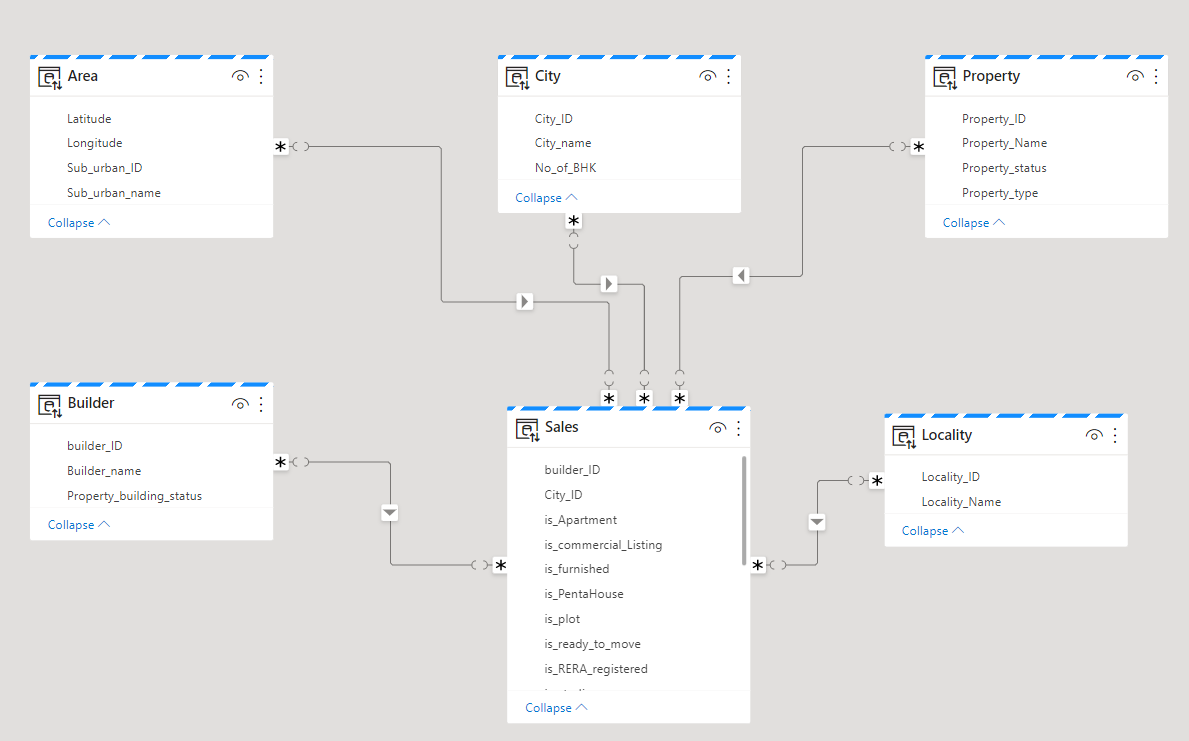 Area
Latitude
Longitude
Sub_urban_ID
Sub_urban_name
Collapse
City
City_ID
City_name
No_of_BHK
Collapse
Property
Property_ID
Property_Name
Property_status
Property_type
Collapse
Builder
builder_ID
Builder_name
Property_building_status
Collapse
Sales
builder_ID
City_ID
is_Apartment
is_commercial_Listing
is_furnished
is_PentaHouse
is_plot
is_ready_to_move
is_RERA_registered
Collapse
Locality
Locality_ID
Locality_Name
Collapse